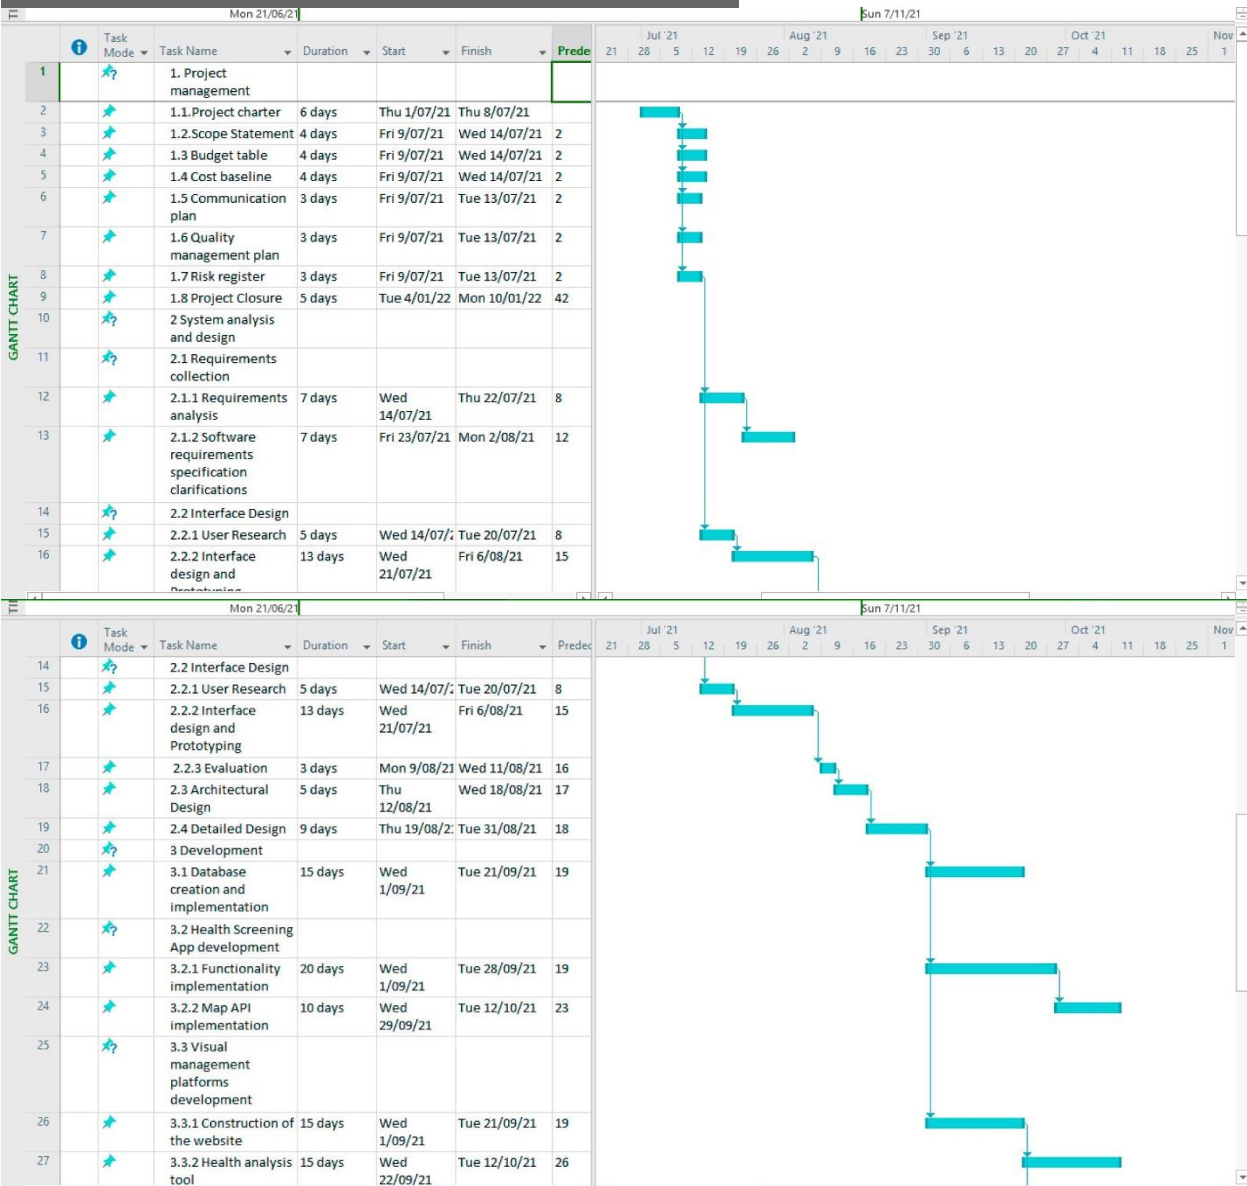 Mon 21/06/21 Sun 7/11/21
Task Mode Task Name Duration Start Finish Prede
Jul '21 Aug '21 Sep '21 Oct '21 Nov
21 28 5 12 19 26 2 9 16 23 30 6 13 20 27 4 11 18 25 1
GANTT CHART
1 1. Project
management
2 1.1.Project charter 6 days Thu 1/07/21 Thu 8/07/21
3 1.2.Scope Statement 4 days Fri 9/07/21 Wed 14/07/21 2
4 1.3 Budget table 4 days Fri 9/07/21 Wed 14/07/21 2
5 1.4 Cost baseline 4 days Fri 9/07/21 Wed 14/07/21 2
6 1.5 Communication 3 days Fri 9/07/21 Tue 13/07/21 2
plan
7 1.6 Quality 3 days Fri 9/07/21 Tue 13/07/21 2
management plan
8 1.7 Risk register 3 days Fri 9/07/21 Tue 13/07/21 2
9 1.8 Project Closure 5 days Tue 4/01/22 Mon 10/01/22 42
10 2 System analysis
and design
11 2.1 Requirements
collection
12 2.1.1 Requirements 7 days Wed Thu 22/07/21 8
analysis 14/07/21
13 2.1.2 Software 7 days Fri 23/07/21 Mon 2/08/21 12
requirements
specification
clarifications
14 2.2 Interface Design
15 2.2.1 User Research 5 days Wed 14/07/2 Tue 20/07/21 8
16 2.2.2 Interface 13 days Wed Fri 6/08/21 15
design and 21/07/21
Prototyping
Mon 21/06/21 Sun 7/11/21
Task Mode Task Name Duration Start Finish Predec
Jul '21 Aug '21 Sep '21 Oct '21 Nov
21 28 5 12 19 26 2 9 16 23 30 6 13 20 27 4 11 18 25 1
GANTT CHART
14 2.2 Interface Design
15 2.2.1 User Research 5 days Wed 14/07/2 Tue 20/07/21 8
16 2.2.2 Interface 13 days Wed Fri 6/08/21 15
design and 21/07/21
Prototyping
17 2.2.3 Evaluation 3 days Mon 9/08/21 Wed 11/08/21 16
18 2.3 Architectural 5 days Thu Wed 18/08/21 17
Design 12/08/21
19 2.4 Detailed Design 9 days Thu 19/08/2 Tue 31/08/21 18
20 3 Development
21 3.1 Database 15 days Wed Tue 21/09/21 19
creation and 1/09/21
implementation
22 3.2 Health Screening
App development
23 3.2.1 Functionality 20 days Wed Tue 28/09/21 19
implementation 1/09/21
24 3.2.2 Map API 10 days Wed Tue 12/10/21 23
implementation 29/09/21
25 3.3 Visual
management
platforms
development
26 3.3.1 Construction of 15 days Wed Tue 21/09/21 19
the website 1/09/21
27 3.3.2 Health analysis 15 days Wed Tue 12/10/21 26
tool 22/09/21